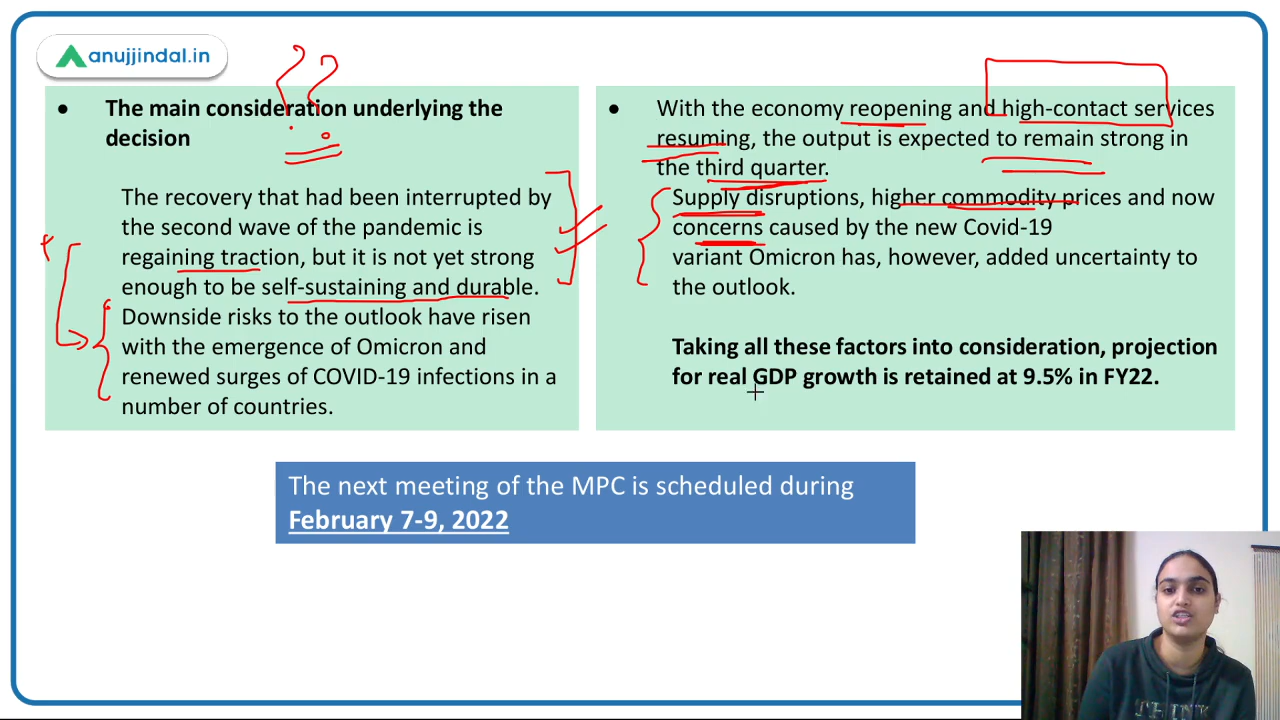 anujjindal.in
The main consideration underlying the
decision
The recovery that had been interrupted by
the second wave of the pandemic is
regaining traction, but it is not yet strong
enough to be self-sustaining and durable.
Downside risks to the outlook have risen
with the emergence of Omicron and
renewed surges of COVID-19 infections in a
number of countries.
With the economy reopening and high-contact services
resuming, the output is expected to remain strong in
the third quarter.
Supply disruptions, higher commodity prices and now
concerns caused by the new Covid-19
variant Omicron has, however, added uncertainty to
the outlook.
Taking all these factors into consideration, projection
for real GDP growth is retained at 9.5% in FY22.
The next meeting of the MPC is scheduled during
February 7-9, 2022
THINK